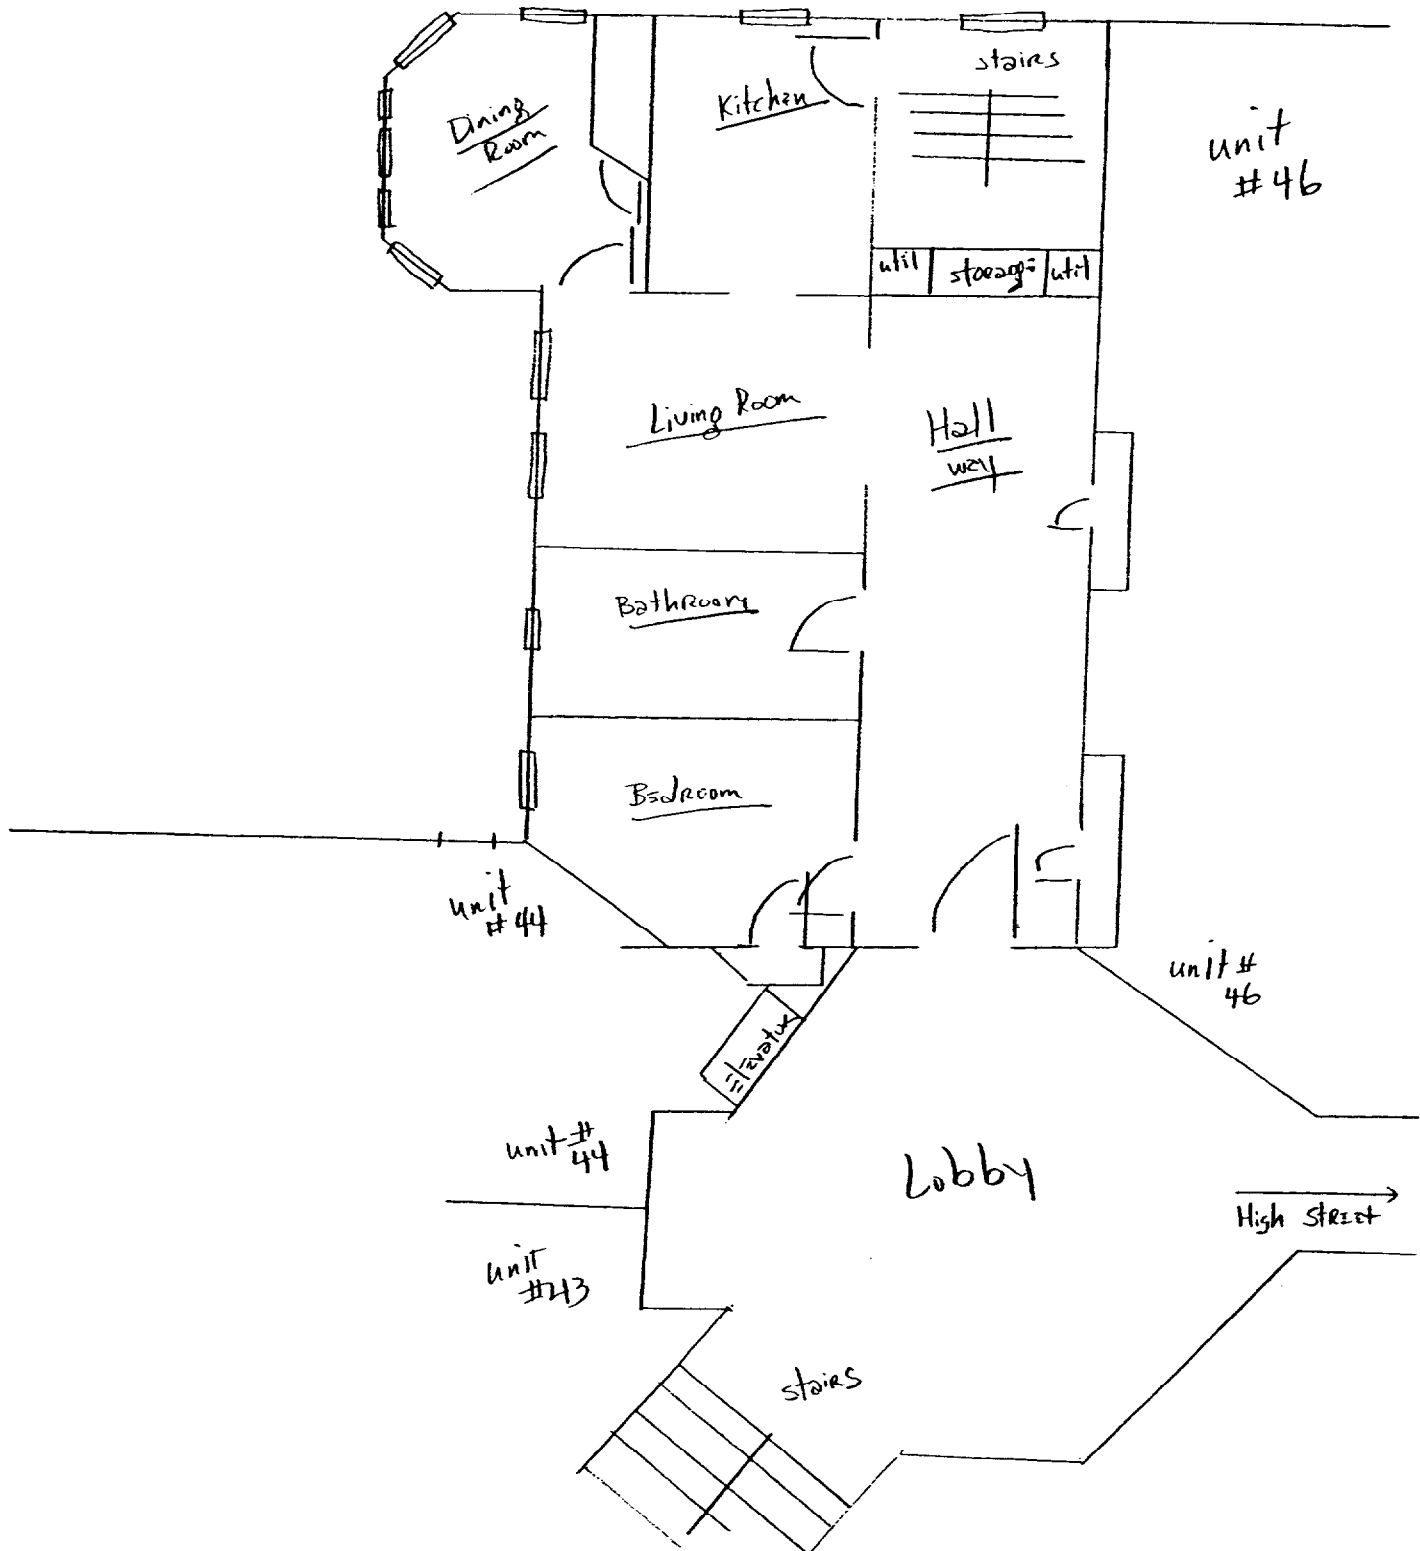 stairs
Kitchen
Dining
Room
unit
#46
util
storage
util
Living Room
Hall
way
Bathroom
Bedroom
unit
#44
unit #
46
Elevator
unit #
44
Lobby
High Street
unit
#43
stairs